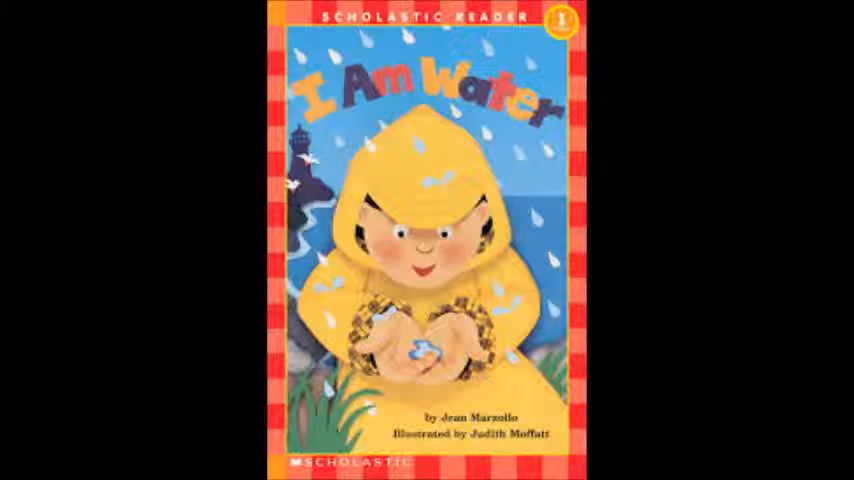 SCHOLASTIC READER
1
I Am Water
by Jean Marzollo
Illustrated by Judith Moffatt
SCHOLASTIC